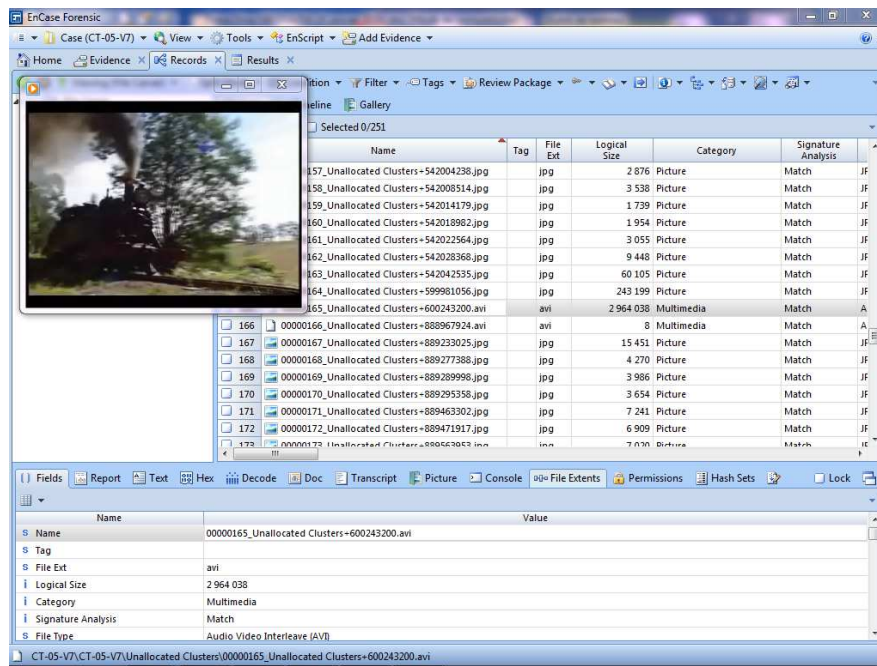 EnCase Forensic
Case (CT-05-V7) View Tools EnScript Add Evidence
Home Evidence Records Results
Filter Tags Review Package
Gallery
Selected 0/251
Name Tag File Ext Logical Size Category Signature Analysis
157_Unallocated Clusters+542004238.jpg jpg 2 876 Picture Match
158_Unallocated Clusters+542008514.jpg jpg 3 538 Picture Match
159_Unallocated Clusters+542014179.jpg jpg 1 739 Picture Match
160_Unallocated Clusters+542018982.jpg jpg 1 954 Picture Match
161_Unallocated Clusters+542022564.jpg jpg 3 055 Picture Match
162_Unallocated Clusters+542028368.jpg jpg 9 448 Picture Match
163_Unallocated Clusters+542042535.jpg jpg 60 105 Picture Match
164_Unallocated Clusters+599981056.jpg jpg 243 199 Picture Match
165_Unallocated Clusters+600243200.avi avi 2 964 038 Multimedia Match
166 00000166_Unallocated Clusters+888967924.avi avi 8 Multimedia Match
167 00000167_Unallocated Clusters+889233025.jpg jpg 15 451 Picture Match
168 00000168_Unallocated Clusters+889277388.jpg jpg 4 270 Picture Match
169 00000169_Unallocated Clusters+889289998.jpg jpg 3 986 Picture Match
170 00000170_Unallocated Clusters+889295358.jpg jpg 3 654 Picture Match
171 00000171_Unallocated Clusters+889463302.jpg jpg 7 241 Picture Match
172 00000172_Unallocated Clusters+889471917.jpg jpg 6 909 Picture Match
173 00000173_Unallocated Clusters+889563953.jpg jpg 7 020 Picture Match
Fields Report Text Hex Decode Doc Transcript Picture Console File Extents Permissions Hash Sets Lock
Name Value
Name 00000165_Unallocated Clusters+600243200.avi
Tag
File Ext avi
Logical Size 2 964 038
Category Multimedia
Signature Analysis Match
File Type Audio Video Interleave (AVI)
CT-05-V7\CT-05-V7\Unallocated Clusters\00000165_Unallocated Clusters+600243200.avi